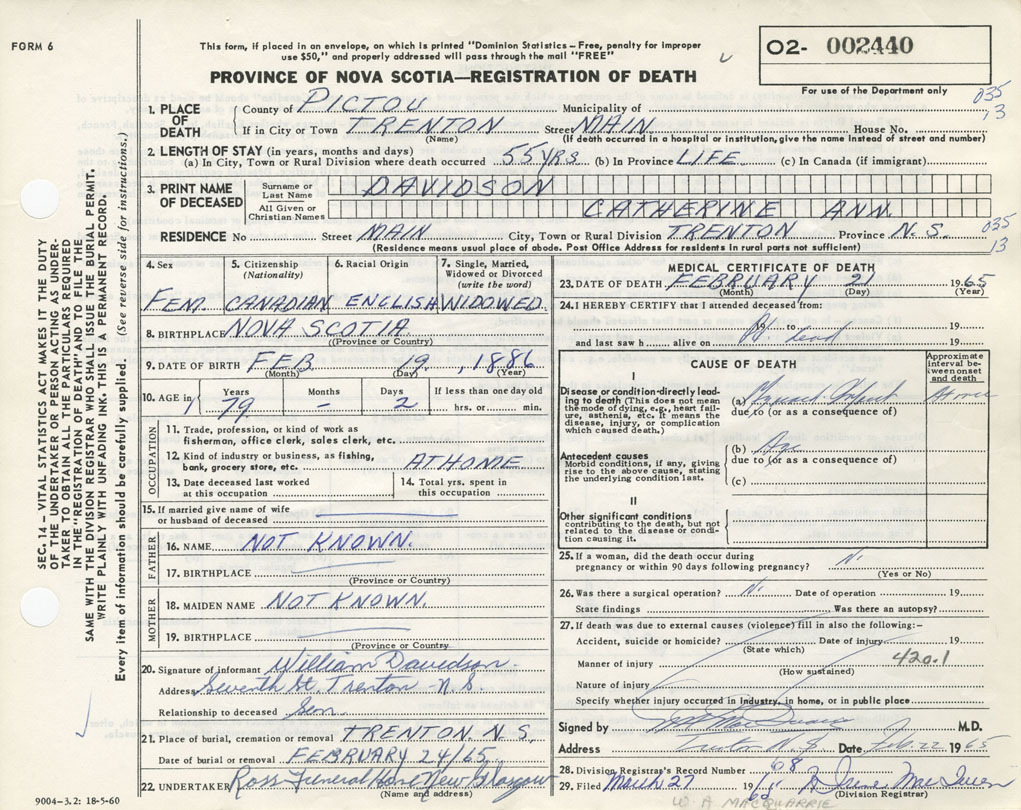 FORM 6
This form, if placed in an envelope, on which is printed "Dominion Statistics – Free, penalty for improper
use $50," and properly addressed will pass through the mail "FREE"
O2- 002440
PROVINCE OF NOVA SCOTIA—REGISTRATION OF DEATH
For use of the Department only
SEC. 14 – VITAL STATISTICS ACT MAKES IT THE DUTY
OF THE UNDERTAKER OR PERSON ACTING AS UNDER-
TAKER TO OBTAIN ALL THE PARTICULARS REQUIRED
IN THE "REGISTRATION OF DEATH" AND TO FILE THE
SAME WITH THE DIVISION REGISTRAR WHO SHALL ISSUE THE BURIAL PERMIT.
WRITE PLAINLY WITH UNFADING INK. THIS IS A PERMANENT RECORD.
Every item of information should be carefully supplied. (See reverse side for instructions.)
1. PLACE OF DEATH County of PICTOU Municipality of 035
13
If in City or Town TRENTON Street MAIN House No.
(Name) (If death occurred in a hospital or institution, give the name instead of street and number)
2. LENGTH OF STAY (in years, months and days)
(a) In City, Town or Rural Division where death occurred 55 YRS (b) In Province LIFE (c) In Canada (if immigrant)
3. PRINT NAME OF DECEASED Surname or Last Name DAVIDSON
All Given or Christian Names CATHERINE ANN
RESIDENCE No. Street MAIN City, Town or Rural Division TRENTON Province N.S. 035
13
(Residence means usual place of abode. Post Office Address for residents in rural parts not sufficient)
4. Sex 5. Citizenship (Nationality) 6. Racial Origin 7. Single, Married, Widowed or Divorced (write the word)
FEM. CANADIAN ENGLISH WIDOWED
8. BIRTHPLACE NOVA SCOTIA
(Province or Country)
9. DATE OF BIRTH FEB 19, 1886
(Month) (Day) (Year)
10. AGE in Years Months Days If less than one day old
79 – 2 hrs. or min.
OCCUPATION
11. Trade, profession, or kind of work as
fisherman, office clerk, sales clerk, etc.
12. Kind of industry or business, as fishing,
bank, grocery store, etc. AT HOME
13. Date deceased last worked
at this occupation
14. Total yrs. spent in
this occupation
15. If married give name of wife
or husband of deceased
FATHER
16. NAME NOT KNOWN.
17. BIRTHPLACE
(Province or Country)
MOTHER
18. MAIDEN NAME NOT KNOWN.
19. BIRTHPLACE
(Province or Country)
20. Signature of informant William Davidson
Address Seventh St. Trenton - N.S.
Relationship to deceased Son
21. Place of burial, cremation or removal TRENTON N.S.
Date of burial or removal FEBRUARY 24/65
22. UNDERTAKER Ross Funeral Home New Glasgow
(Name and address)
9004–3.2: 18-5-60
MEDICAL CERTIFICATE OF DEATH
23. DATE OF DEATH FEBRUARY 21 1965
(Month) (Day) (Year)
24. I HEREBY CERTIFY that I attended deceased from:
19 to 19
and last saw h alive on 19
CAUSE OF DEATH
Approximate interval between onset and death
I
Disease or condition directly leading to death (This does not mean the mode of dying, e.g., heart failure, asthenia, etc. It means the disease, injury, or complication which caused death.)
(a)
due to (or as a consequence of)
Antecedent causes
Morbid conditions, if any, giving rise to the above cause, stating the underlying condition last.
(b) Age
due to (or as a consequence of)
(c)
II
Other significant conditions
contributing to the death, but not related to the disease or condition causing it.
25. If a woman, did the death occur during
pregnancy or within 90 days following pregnancy?
(Yes or No)
26. Was there a surgical operation? Date of operation 19
State findings Was there an autopsy?
27. If death was due to external causes (violence) fill in also the following:–
Accident, suicide or homicide? Date of injury 19
(State which)
Manner of injury 420.1
(How sustained)
Nature of injury
Specify whether injury occurred in industry, in home, or in public place
Signed by M.D.
Address Trenton N.S. Date Feb. 22 1965
28. Division Registrar's Record Number 68
29. Filed March 27 19
(Division Registrar)
W A MACQUARRIE